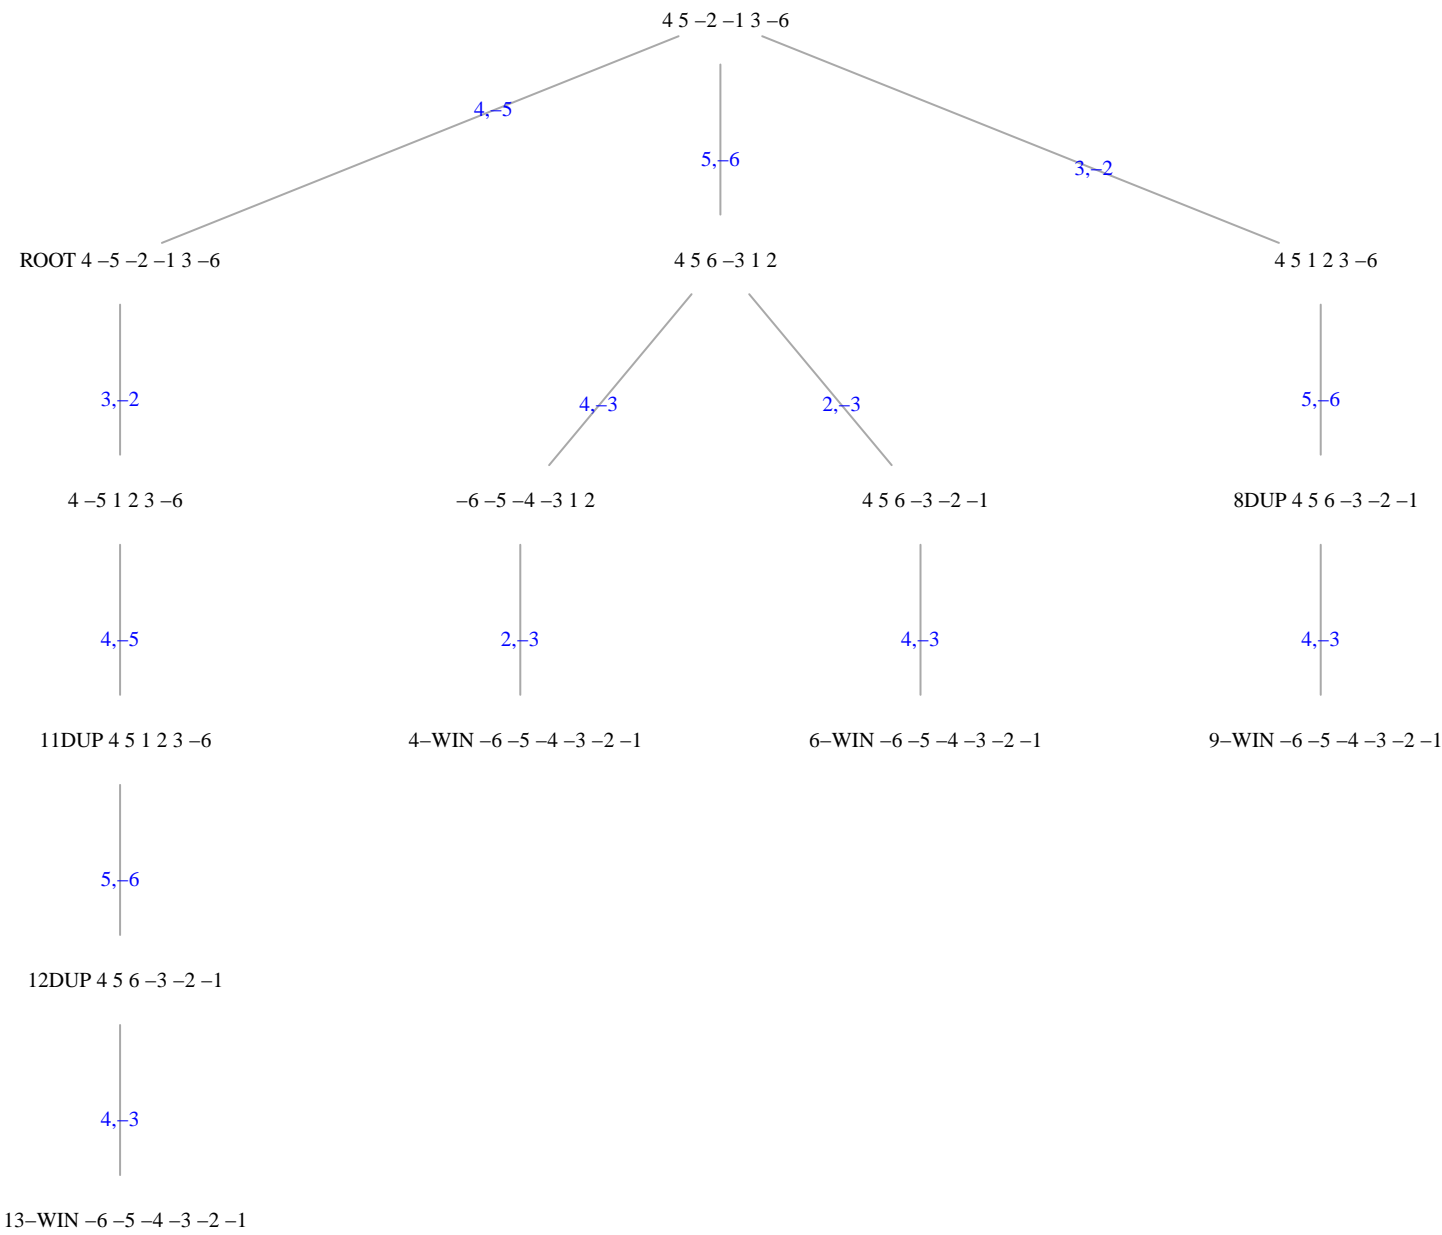 4 5 –2 –1 3 –6
4,–5
5,–6
3,–2
ROOT 4 –5 –2 –1 3 –6
4 5 6 –3 1 2
4 5 1 2 3 –6
3,–2
4,–3
2,–3
5,–6
4 –5 1 2 3 –6
–6 –5 –4 –3 1 2
4 5 6 –3 –2 –1
8DUP 4 5 6 –3 –2 –1
4,–5
2,–3
4,–3
4,–3
11DUP 4 5 1 2 3 –6
4–WIN –6 –5 –4 –3 –2 –1
6–WIN –6 –5 –4 –3 –2 –1
9–WIN –6 –5 –4 –3 –2 –1
5,–6
12DUP 4 5 6 –3 –2 –1
4,–3
13–WIN –6 –5 –4 –3 –2 –1